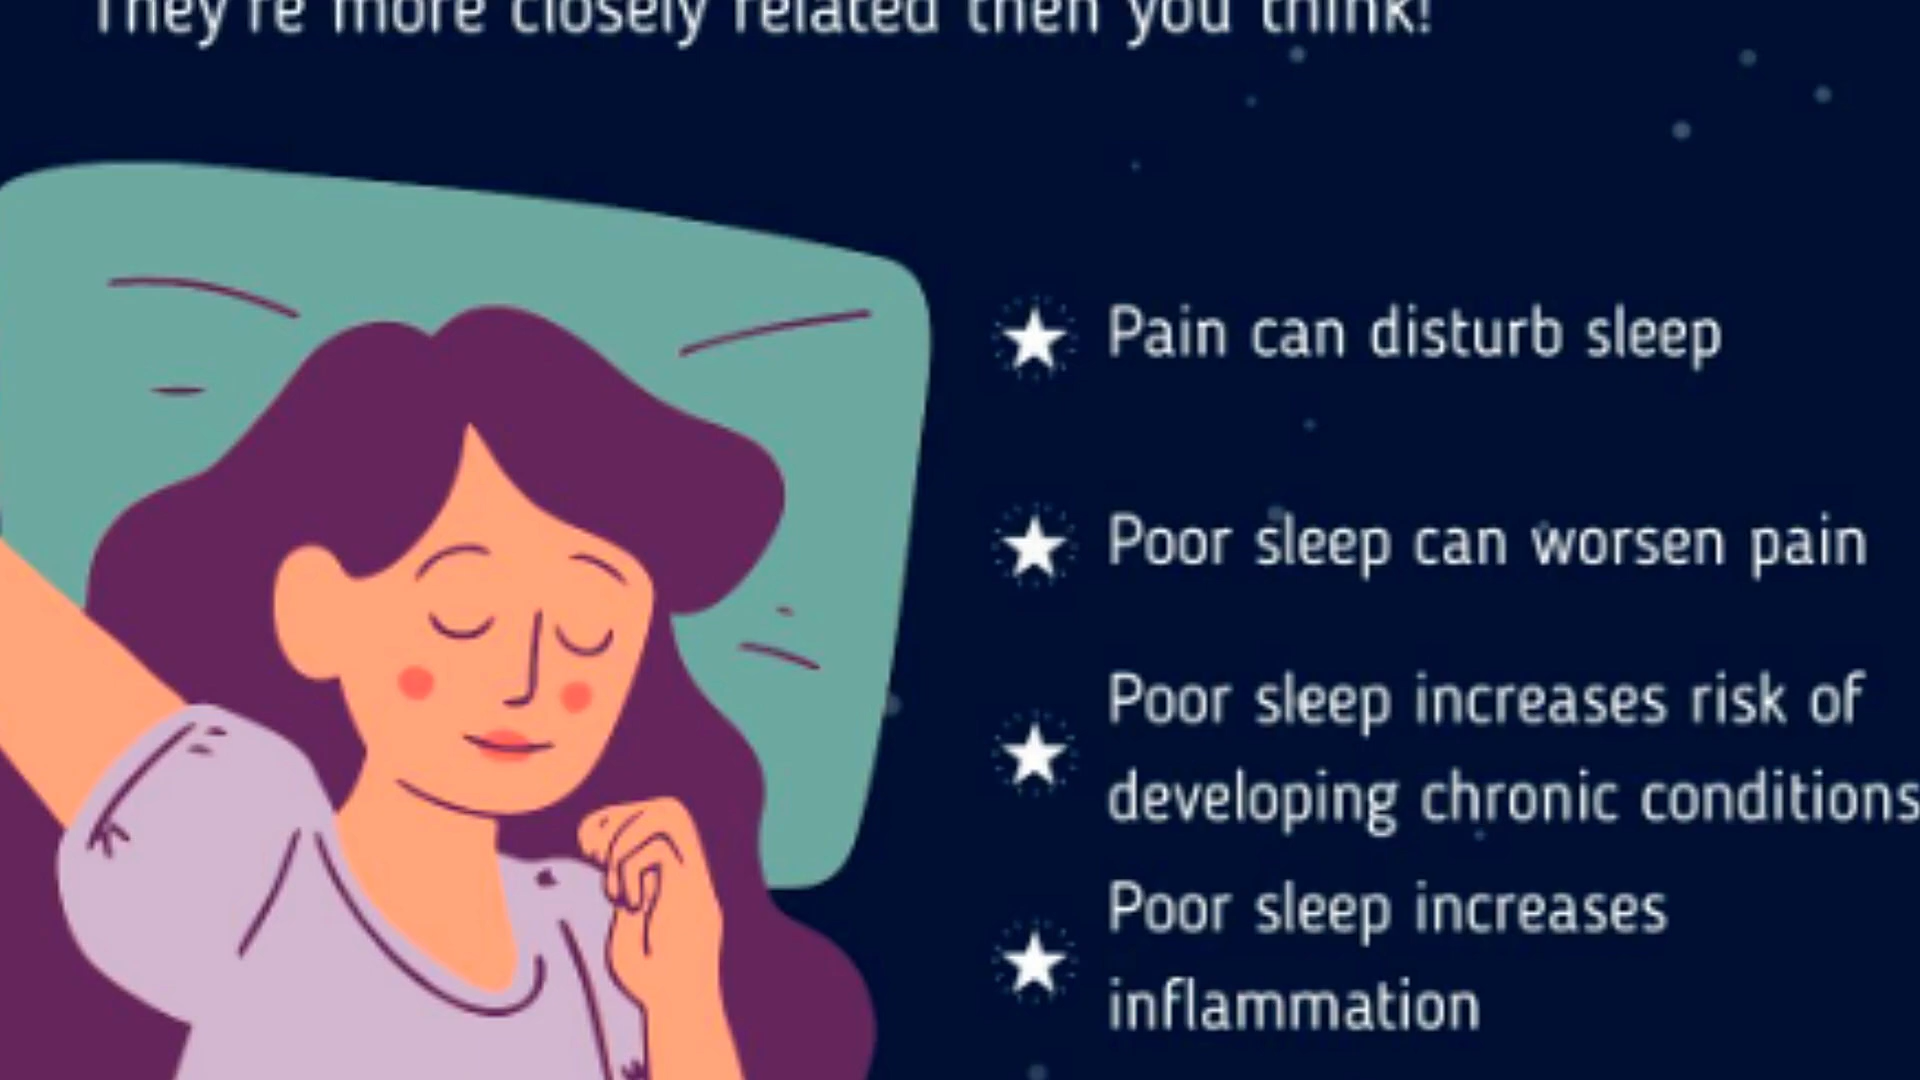 They're more closely related then you think!
Pain can disturb sleep
Poor sleep can worsen pain
Poor sleep increases risk of
developing chronic conditions
Poor sleep increases
inflammation